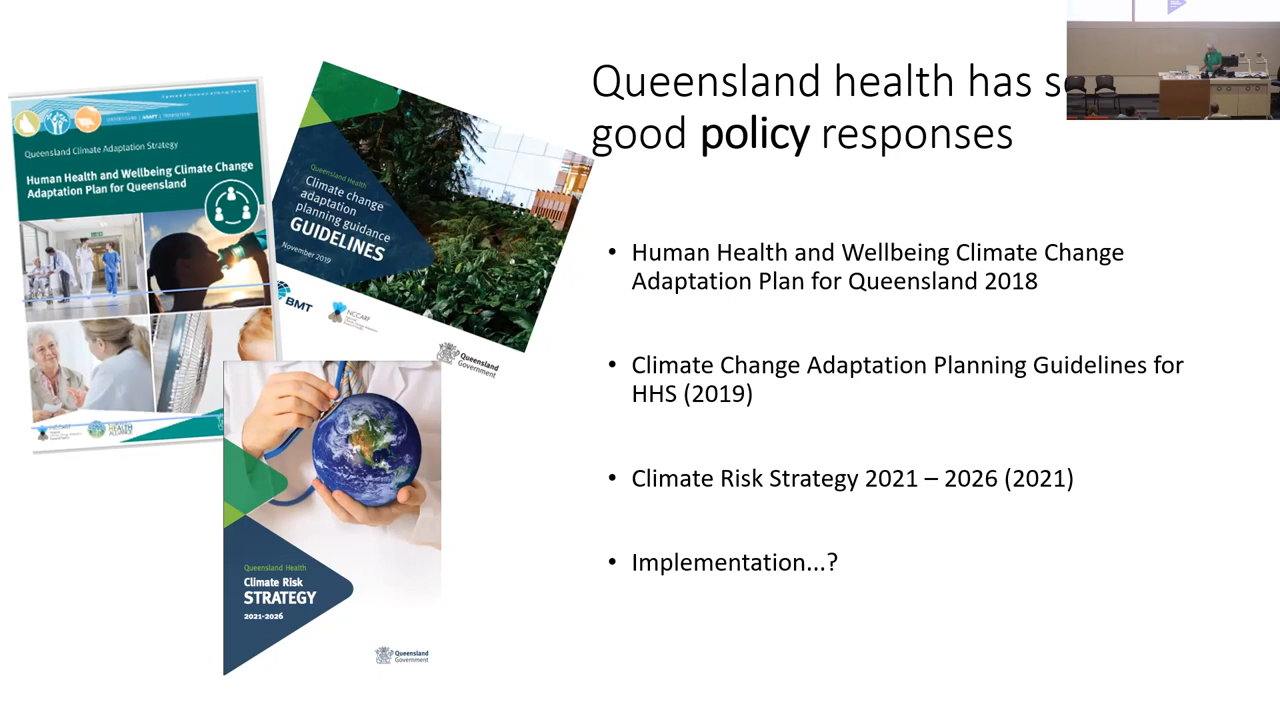 Queensland health has s
good policy responses
• Human Health and Wellbeing Climate Change
Adaptation Plan for Queensland 2018
• Climate Change Adaptation Planning Guidelines for
HHS (2019)
• Climate Risk Strategy 2021 – 2026 (2021)
• Implementation...?
Queensland Climate Adaptation Strategy
Human Health and Wellbeing Climate Change
Adaptation Plan for Queensland
NCCARF
HEALTH
Queensland Health
Climate change
adaptation
planning guidance
GUIDELINES
November 2019
BMT
NCCARF
Queensland
Government
Queensland Health
Climate Risk
STRATEGY
2021-2026
Queensland
Government